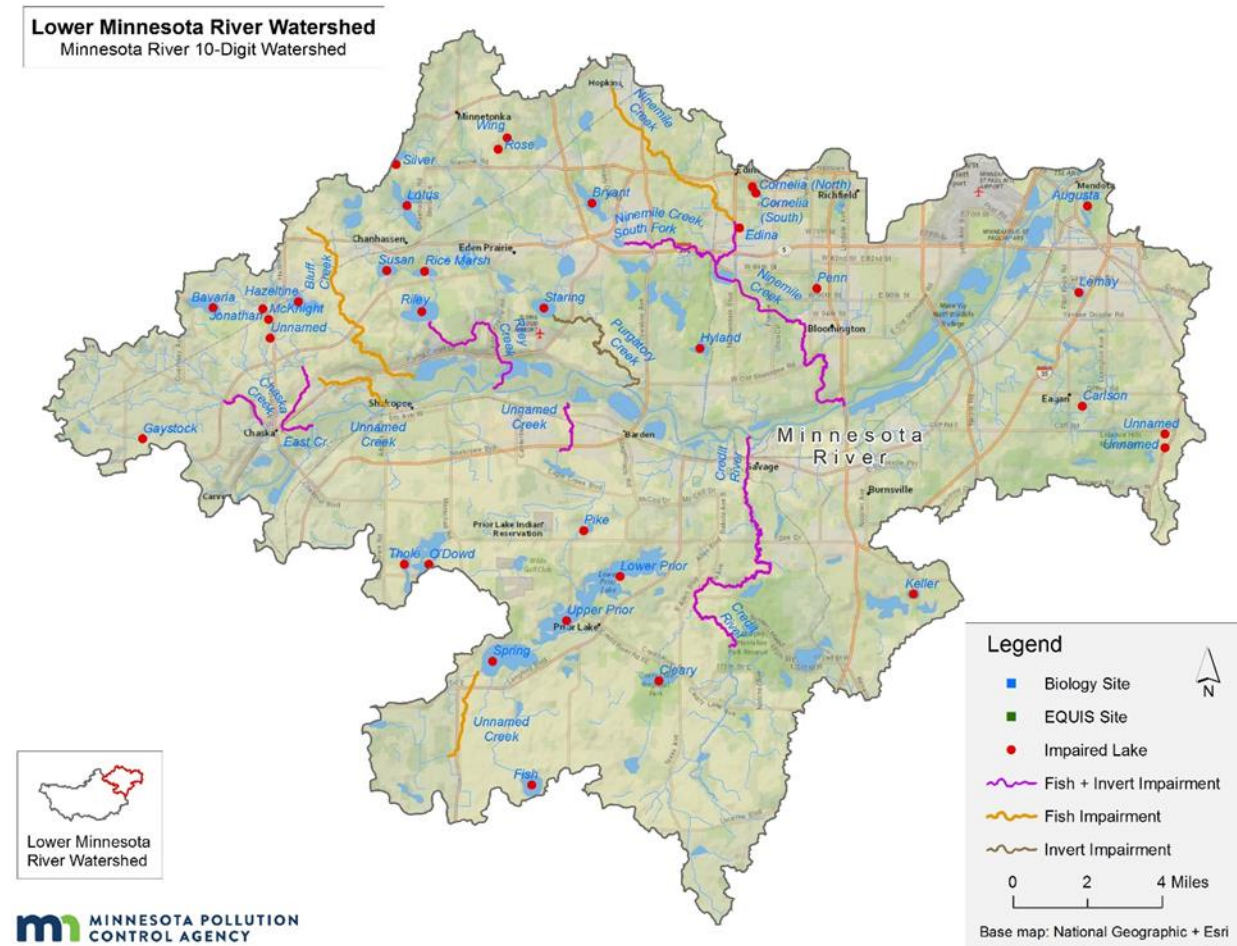 Lower Minnesota River Watershed
Minnesota River 10-Digit Watershed
Hopkins
Ninemile
Creek
Minnetonka
Wing
Rose
Silver
Edin
Cornelia (North)
Richfield
Cornelia
(South)
Mendota
Augusta
Lotus
Bryant
Ninemile Creek,
South Fork
Edina
Chanhassen
Eden Prairie
5
Bluff
Creek
Susan
Rice Marsh
Ninemile
Creek
Penn
Lemay
Bavaria
Hazeltine
McKnight
Jonathan
Unnamed
Riley
Staring
Riley
Creek
Purgatory
Creek
Hyland
Bloomington
35
Chaska
Creek
Shakopee
Unnamed
Creek
Unnamed
Creek
Eagan
Carlson
Unnamed
Unnamed
Gaystock
Chaska
East Cr.
Barden
Credit
River
Savage
Minnesota
River
Burnsville
Carver
Prior Lake Indian
Reservation
Pike
Thole
O'Dowd
Lower Prior
Keller
Upper Prior
Prior Lake
Credit
River
Spring
Cleary
Unnamed
Creek
Fish
Legend
N
Biology Site
EQUIS Site
Impaired Lake
Fish + Invert Impairment
Fish Impairment
Invert Impairment
0 2 4 Miles
Base map: National Geographic + Esri
Lower Minnesota
River Watershed
MINNESOTA POLLUTION
CONTROL AGENCY